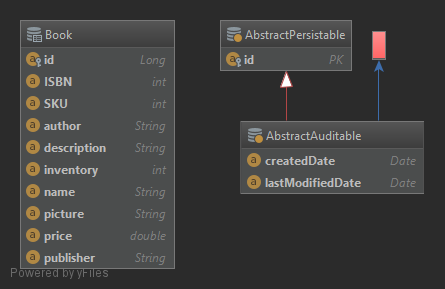 Book
id Long
ISBN int
SKU int
author String
description String
inventory int
name String
picture String
price double
publisher String
AbstractPersistable
id PK
AbstractAuditable
createdDate Date
lastModifiedDate Date
Powered by yFiles